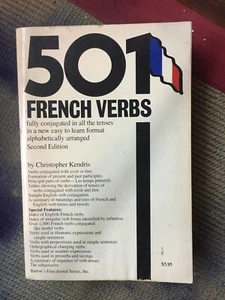 501
FRENCH VERBS
fully conjugated in all the tenses
in a new easy to learn format
alphabetically arranged
Second Edition
by Christopher Kendris
Verbs conjugated with avoir or être
Formation of present and past participles
Principal parts of verbs—Les temps primitifs
Tables showing the derivation of tenses of
verbs conjugated with avoir and être
Sample English verb conjugation
A summary of meanings and uses of French and
English verb tenses and moods
Special Features:
Index of English-French verbs
Index of irregular verb forms identified by infinitive
Over 1,000 French verbs conjugated
like model verbs
Verbs used in idiomatic expressions and
simple sentences
Verbs with prepositions used in simple sentences
Orthographical changing verbs
Verbs used in weather expressions
Verbs used in proverbs and sayings
A summary of sequence of verb tenses
The subjunctive
Barron's Educational Series, Inc.
$5.95